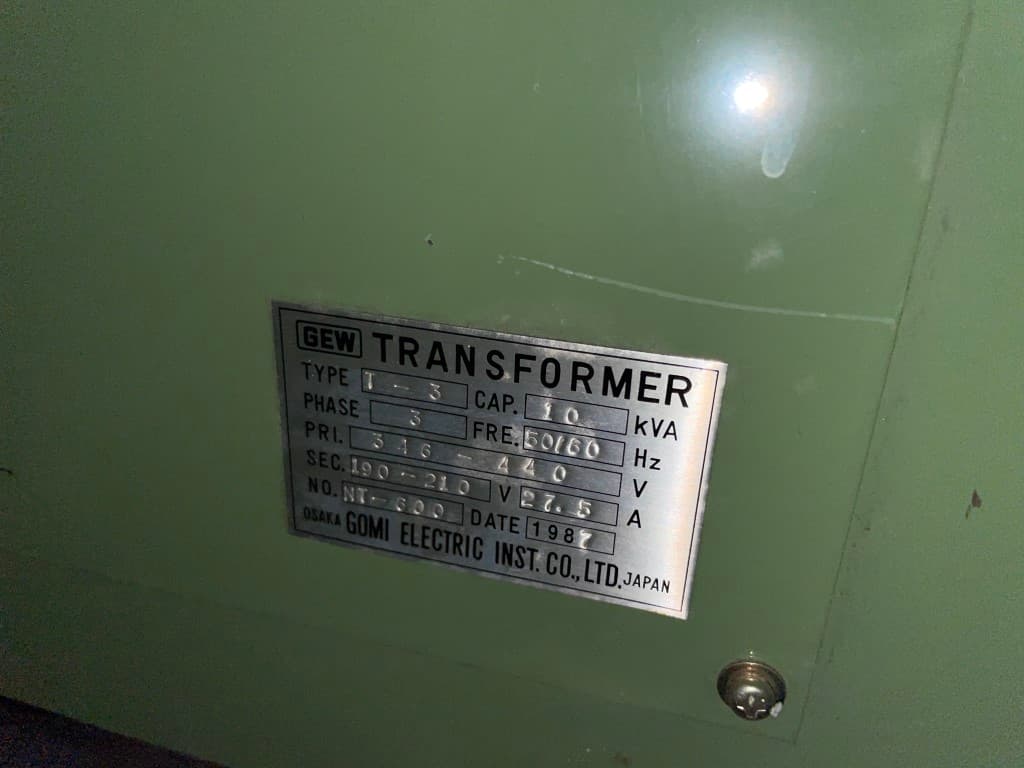 GEW TRANSFORMER
TYPE T-3 CAP. 10 kVA
PHASE 3 FRE. 50/60 Hz
PRI. 346-440 V
SEC. 190-210 V 27.5 A
NO. NT-600 DATE 1987
OSAKA GOMI ELECTRIC INST. CO., LTD. JAPAN